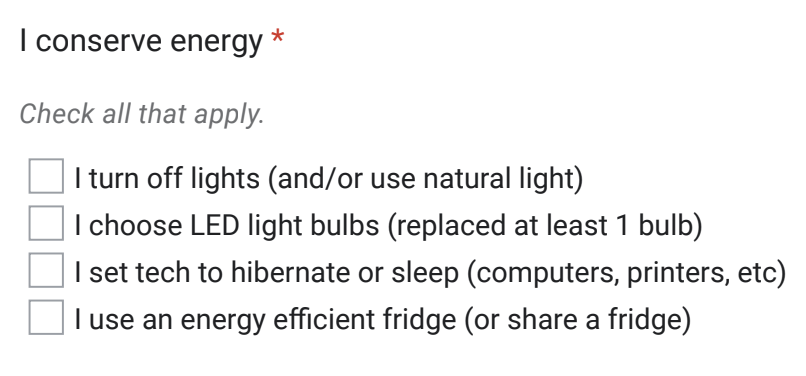 I conserve energy *
Check all that apply.
I turn off lights (and/or use natural light)
I choose LED light bulbs (replaced at least 1 bulb)
I set tech to hibernate or sleep (computers, printers, etc)
I use an energy efficient fridge (or share a fridge)